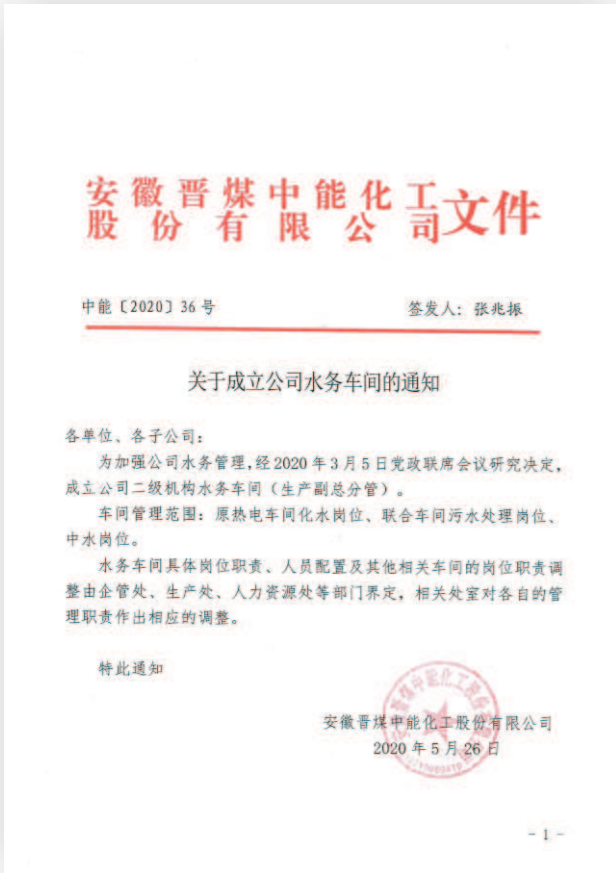 安徽晋煤中能化工
股份有限公司文件
中能〔2020〕36号 签发人：张兆振
关于成立公司水务车间的通知
各单位、各子公司：
为加强公司水务管理,经2020年3月5日党政联席会议研究决定，
成立公司二级机构水务车间（生产副总分管）。
车间管理范围：原热电车间化水岗位、联合车间污水处理岗位、
中水岗位。
水务车间具体岗位职责、人员配置及其他相关车间的岗位职责调
整由企管处、生产处、人力资源处等部门界定，相关处室对各自的管
理职责作出相应的调整。
特此通知
安徽晋煤中能化工股份有限公司
2020年5月26日
- 1 -